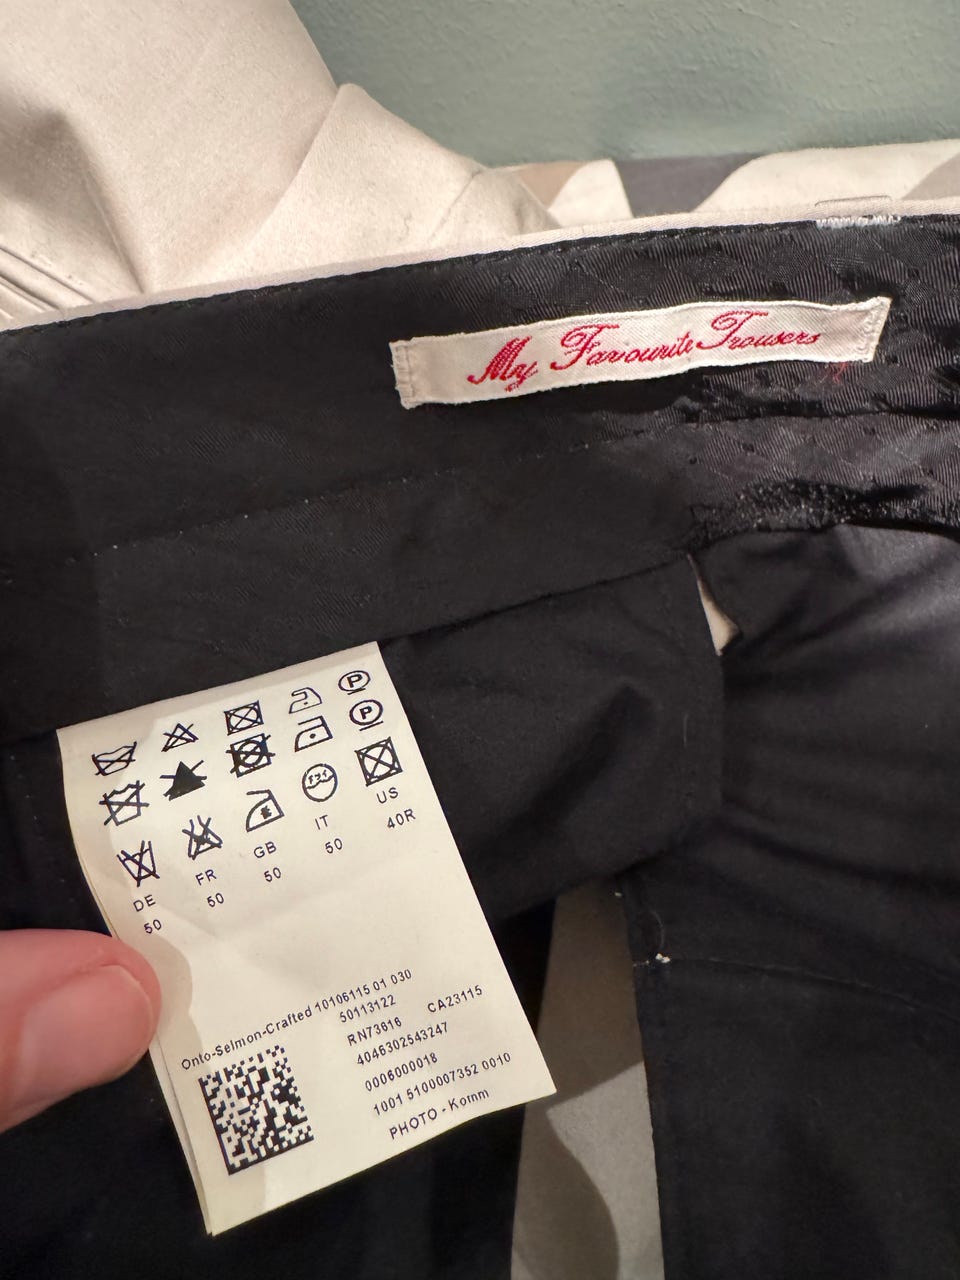 My Favourite Trousers
P
P
DE FR GB IT US
50 50 50 50 40R
Onto-Selmon-Crafted 10106115 01 030
50113122
RN73616 CA23115
4046302543247
0006000018
1001 5100007352 0010
PHOTO - Komm